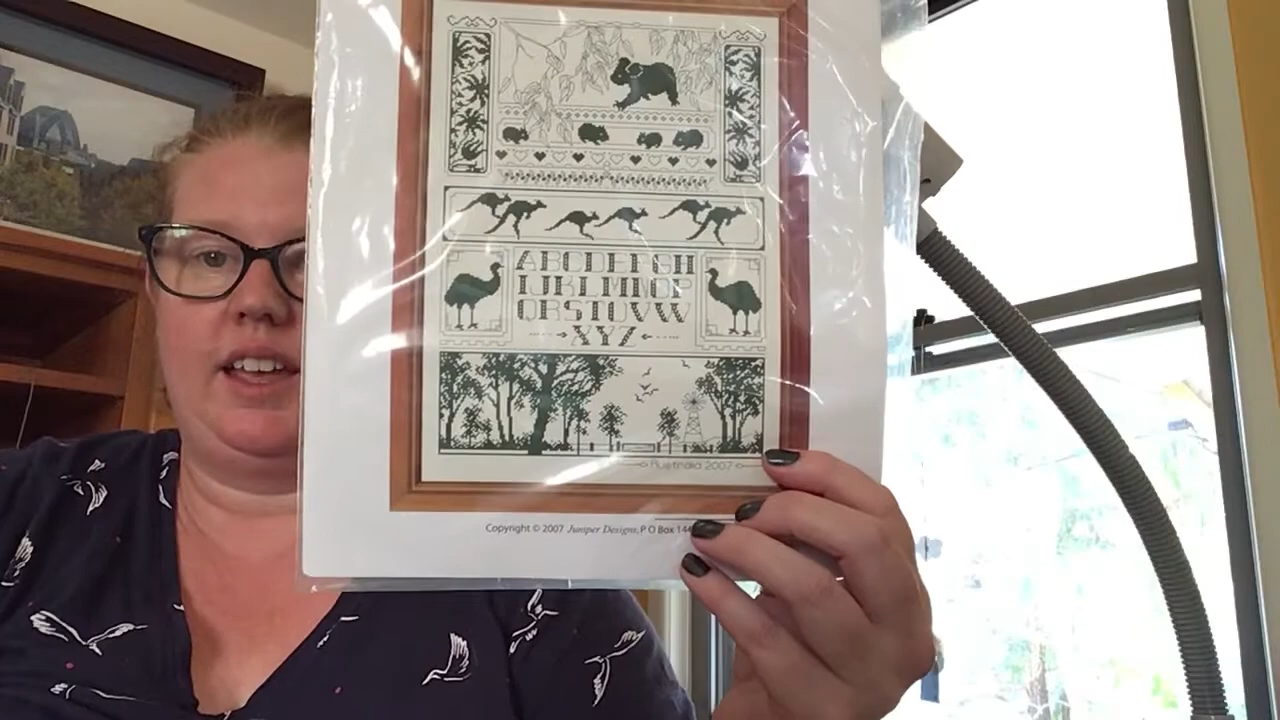 ABCDEFGH
IJKLMNOP
QRSTUVW
XYZ
Australia 2007
Copyright © 2007 Juniper Designs, P O Box 144